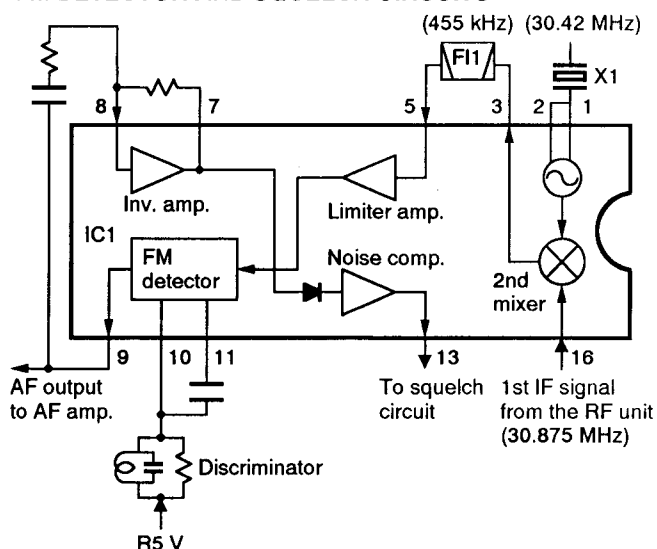 (455 kHz) (30.42 MHz)
FI1
X1
8
7
5
3
2
1
Inv. amp.
Limiter amp.
IC1
FM
detector
Noise comp.
2nd
mixer
9
10
11
13
16
AF output
to AF amp.
To squelch
circuit
1st IF signal
from the RF unit
(30.875 MHz)
Discriminator
R5 V